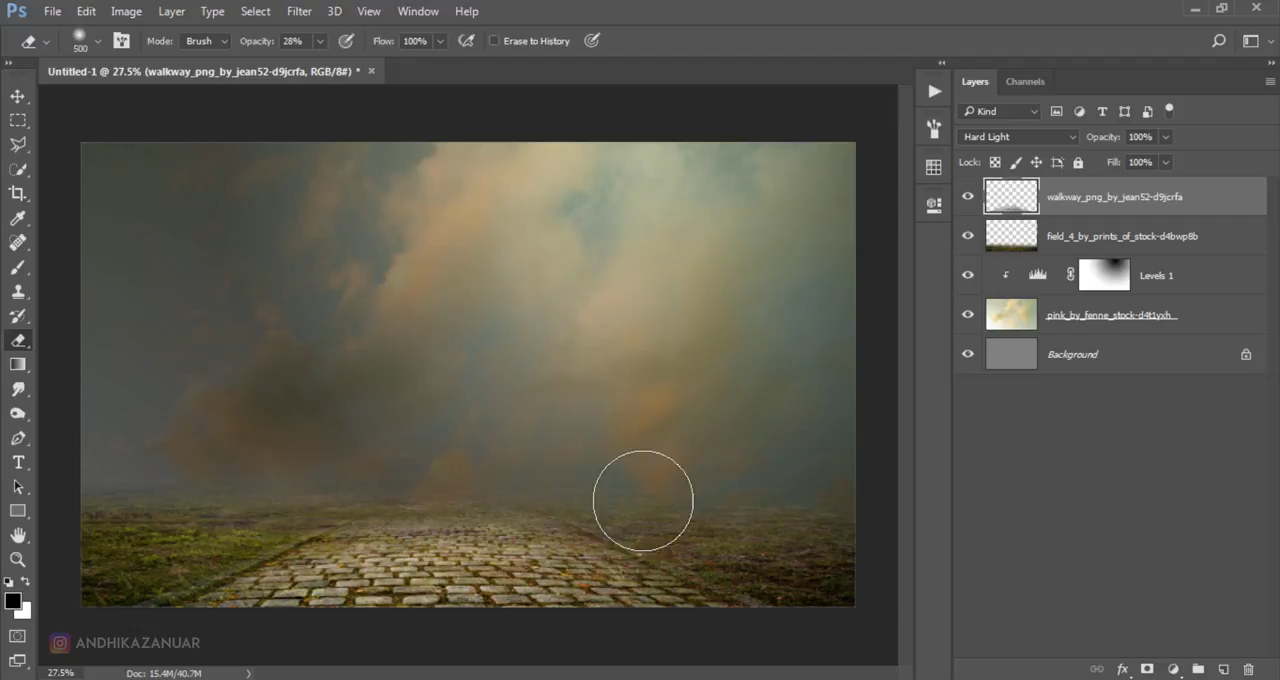 Ps File Edit Image Layer Type Select Filter 3D View Window Help
500 Mode: Brush Opacity: 28% Flow: 100% Erase to History
Untitled-1 @ 27.5% (walkway_png_by_jean52-d9jcrfa, RGB/8#) * ×
Layers Channels
Kind
Hard Light Opacity: 100%
Lock: Fill: 100%
walkway_png_by_jean52-d9jcrfa
field_4_by_prints_of_stock-d4bwp8b
Levels 1
pink_by_fenne_stock-d4t1yxh
Background
ANDHIKAZANUAR
27.5% Doc: 15.4M/40.7M